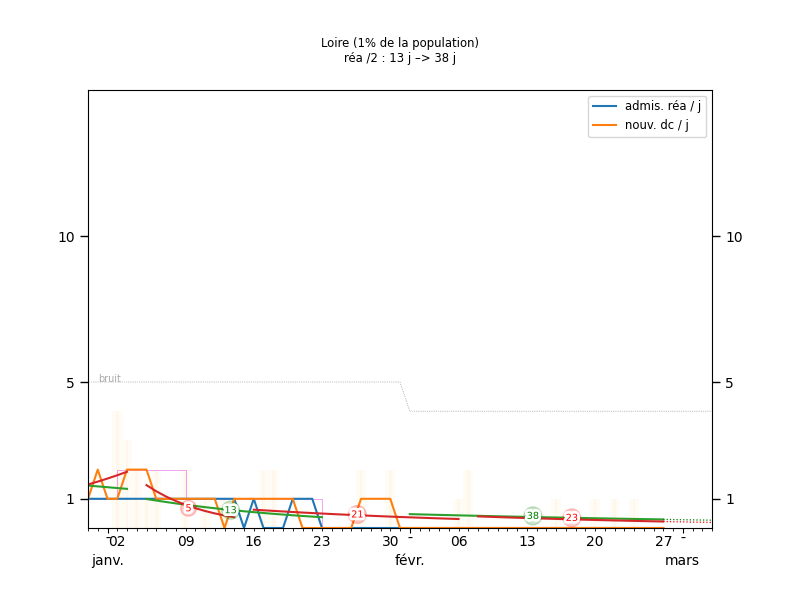 Loire (1% de la population)
réa /2 : 13 j –> 38 j
admis. réa / j
nouv. dc / j
10
10
bruit
5
5
1
1
5
13
21
38
23
02
09
16
23
30
06
13
20
27
janv.
févr.
mars